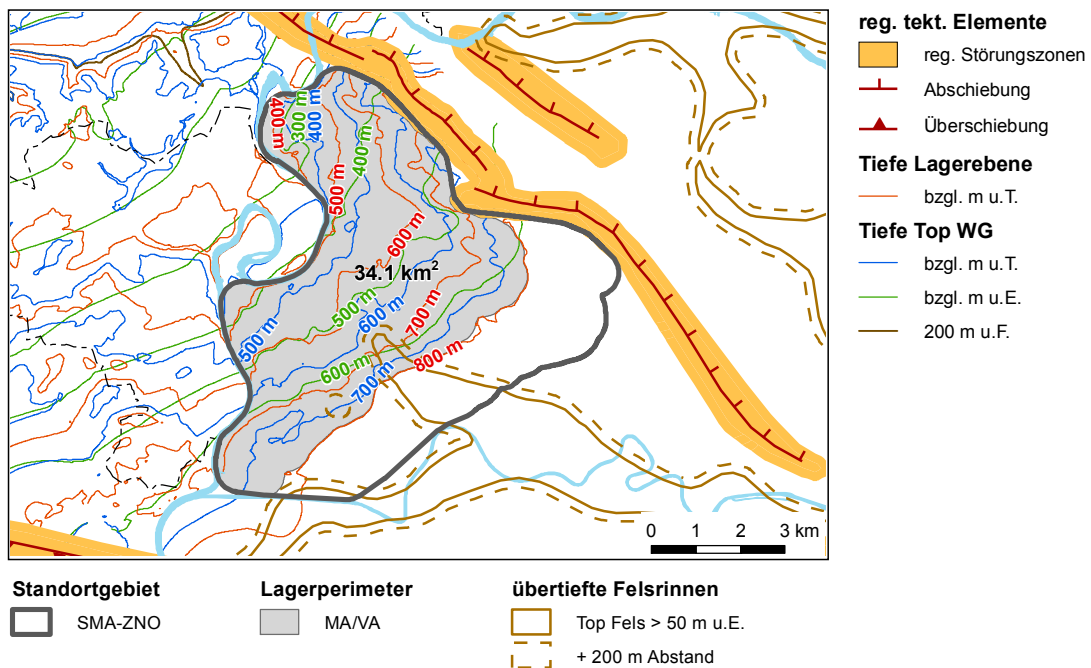 400 m
300 m
400 m
400 m
500 m
600 m
34.1 km²
500 m
500 m
600 m
700 m
600 m
700 m
800 m
0 1 2 3 km
reg. tekt. Elemente
reg. Störungszonen
Abschiebung
Überschiebung
Tiefe Lagerebene
bzgl. m u.T.
Tiefe Top WG
bzgl. m u.T.
bzgl. m u.E.
200 m u.F.
Standortgebiet
SMA-ZNO
Lagerperimeter
MA/VA
übertiefte Felsrinnen
Top Fels > 50 m u.E.
+ 200 m Abstand